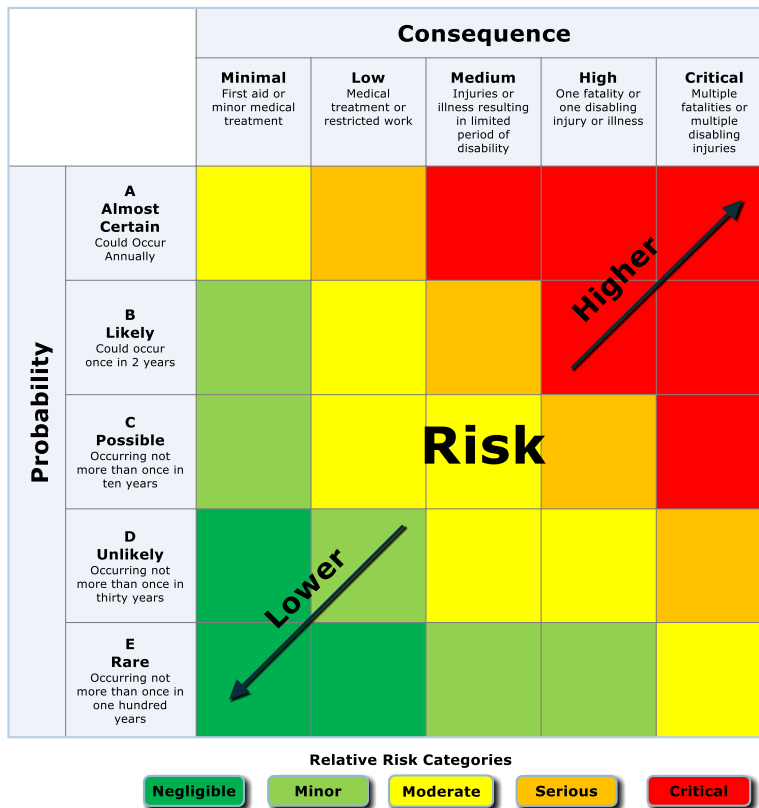 Consequence
Minimal
First aid or
minor medical
treatment
Low
Medical
treatment or
restricted work
Medium
Injuries or
illness resulting
in limited
period of
disability
High
One fatality or
one disabling
injury or illness
Critical
Multiple
fatalities or
multiple
disabling
injuries
Probability
A
Almost
Certain
Could Occur
Annually
Higher
B
Likely
Could occur
once in 2 years
C
Possible
Occurring not
more than once in
ten years
Risk
D
Unlikely
Occurring not
more than once in
thirty years
Lower
E
Rare
Occurring not
more than once in
one hundred
years
Relative Risk Categories
Negligible
Minor
Moderate
Serious
Critical